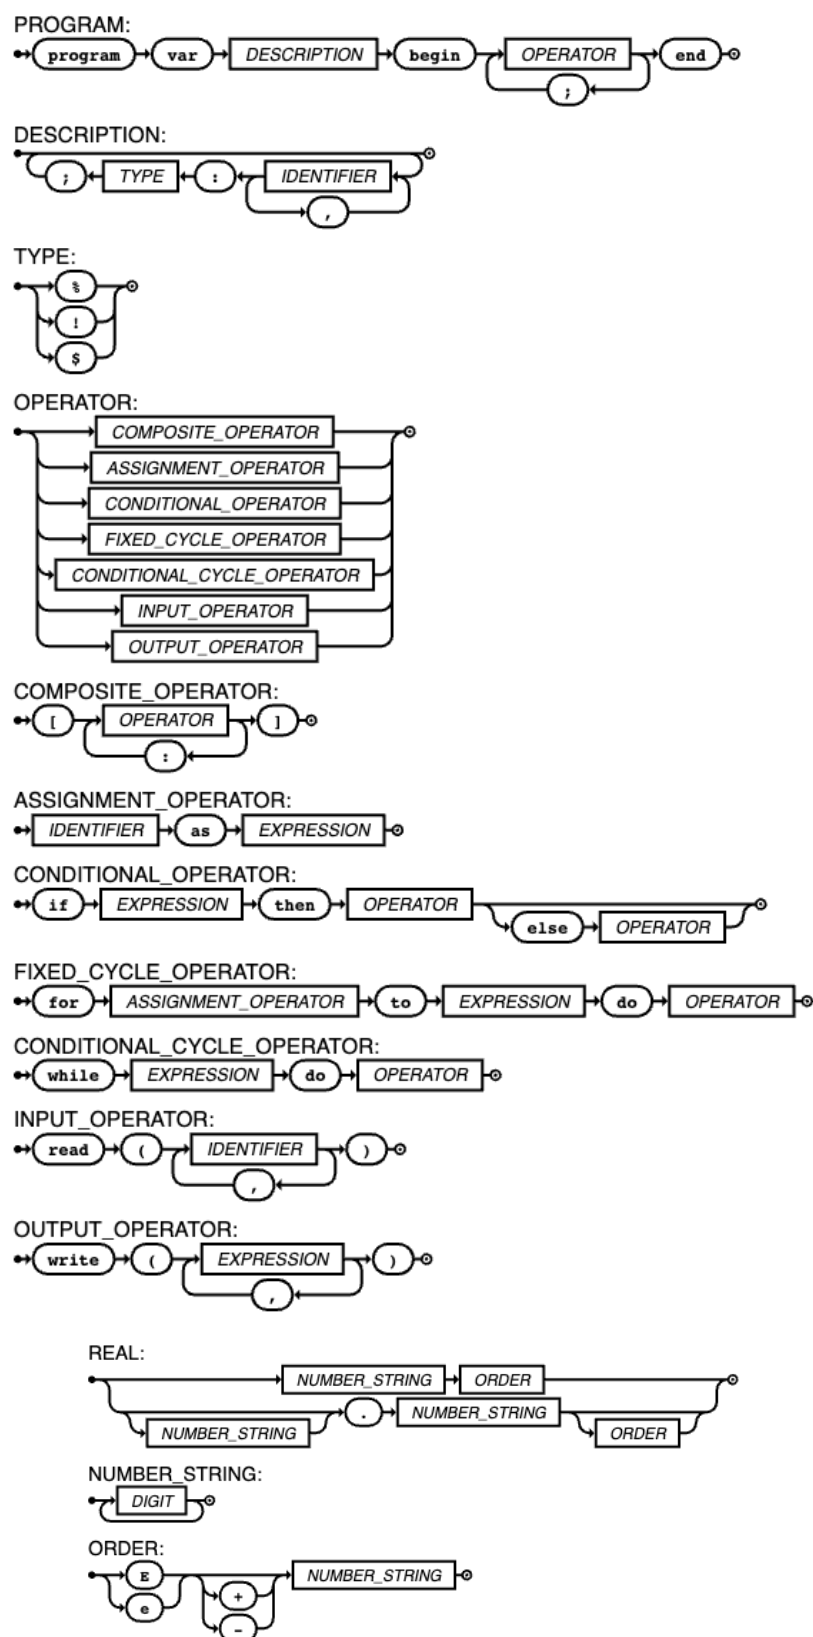 PROGRAM:
program var DESCRIPTION begin OPERATOR end
;
DESCRIPTION:
; TYPE : IDENTIFIER
,
TYPE:
%
!
$
OPERATOR:
COMPOSITE_OPERATOR
ASSIGNMENT_OPERATOR
CONDITIONAL_OPERATOR
FIXED_CYCLE_OPERATOR
CONDITIONAL_CYCLE_OPERATOR
INPUT_OPERATOR
OUTPUT_OPERATOR
COMPOSITE_OPERATOR:
[ OPERATOR ]
:
ASSIGNMENT_OPERATOR:
IDENTIFIER as EXPRESSION
CONDITIONAL_OPERATOR:
if EXPRESSION then OPERATOR
else OPERATOR
FIXED_CYCLE_OPERATOR:
for ASSIGNMENT_OPERATOR to EXPRESSION do OPERATOR
CONDITIONAL_CYCLE_OPERATOR:
while EXPRESSION do OPERATOR
INPUT_OPERATOR:
read ( IDENTIFIER )
,
OUTPUT_OPERATOR:
write ( EXPRESSION )
,
REAL:
NUMBER_STRING ORDER
. NUMBER_STRING
NUMBER_STRING ORDER
NUMBER_STRING:
DIGIT
ORDER:
E NUMBER_STRING
e +
-